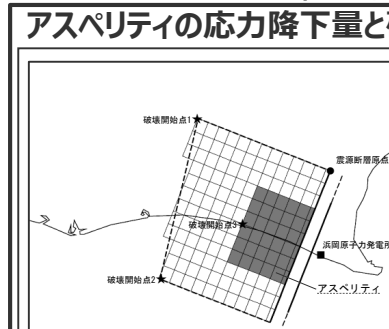 アスペリティの応力降下量と
破壊開始点1
震源断層原点
破壊開始点3
浜岡原子力発電所
破壊開始点2
アスペリティ